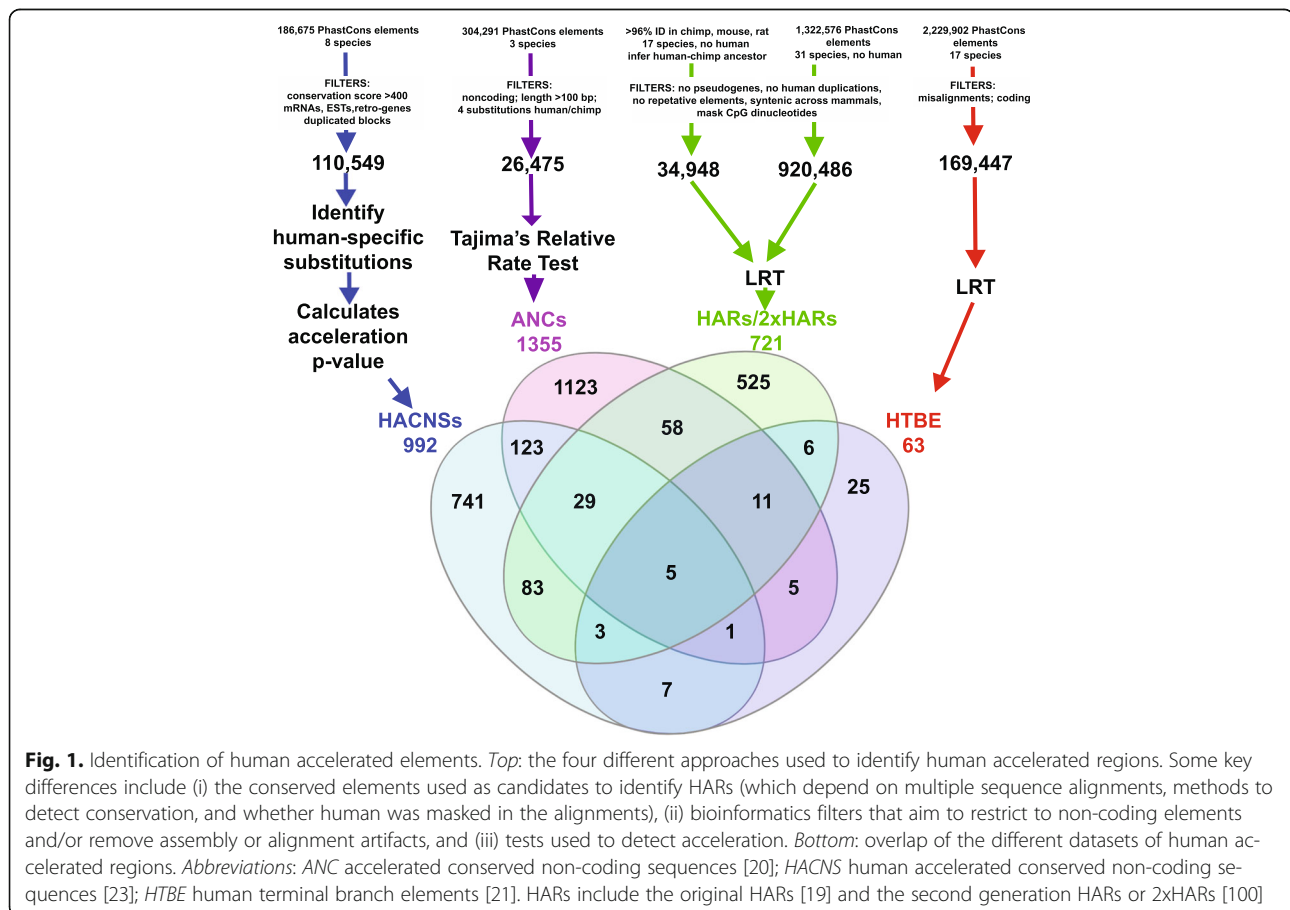 186,675 PhastCons elements
8 species
304,291 PhastCons elements
3 species
>96% ID in chimp, mouse, rat
17 species, no human
infer human-chimp ancestor
1,322,576 PhastCons
elements
31 species, no human
2,229,902 PhastCons
elements
17 species
FILTERS:
conservation score >400
mRNAs, ESTs,retro-genes
duplicated blocks
FILTERS:
noncoding; length >100 bp;
4 substitutions human/chimp
FILTERS: no pseudogenes, no human duplications,
no repetative elements, syntenic across mammals,
mask CpG dinucleotides
FILTERS:
misalignments; coding
110,549
26,475
34,948
920,486
169,447
Identify
human-specific
substitutions
Tajima's Relative
Rate Test
LRT
LRT
Calculates
acceleration
p-value
ANCs
1355
HARs/2xHARs
721
HACNSs
992
HTBE
63
1123
525
123
58
6
741
29
11
25
83
5
5
3
1
7
Fig. 1. Identification of human accelerated elements. Top: the four different approaches used to identify human accelerated regions. Some key
differences include (i) the conserved elements used as candidates to identify HARs (which depend on multiple sequence alignments, methods to
detect conservation, and whether human was masked in the alignments), (ii) bioinformatics filters that aim to restrict to non-coding elements
and/or remove assembly or alignment artifacts, and (iii) tests used to detect acceleration. Bottom: overlap of the different datasets of human ac-
celerated regions. Abbreviations: ANC accelerated conserved non-coding sequences [20]; HACNS human accelerated conserved non-coding se-
quences [23]; HTBE human terminal branch elements [21]. HARs include the original HARs [19] and the second generation HARs or 2xHARs [100]